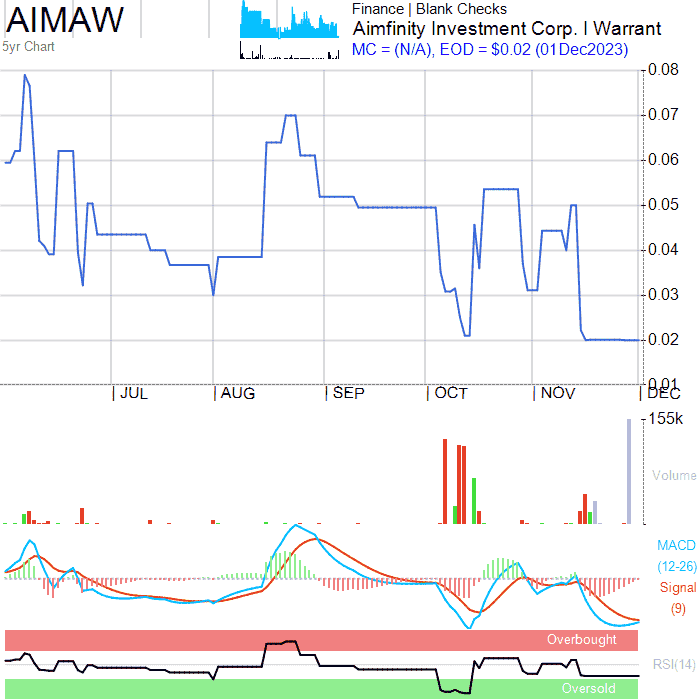 AIMAW
5yr Chart
Finance | Blank Checks
Aimfinity Investment Corp. I Warrant
MC = (N/A), EOD = $0.02 (01Dec2023)
0.08
0.07
0.06
0.05
0.04
0.03
0.02
0.01
JUL
AUG
SEP
OCT
NOV
DEC
155k
Volume
MACD
(12-26)
Signal
(9)
Overbought
RSI(14)
Oversold